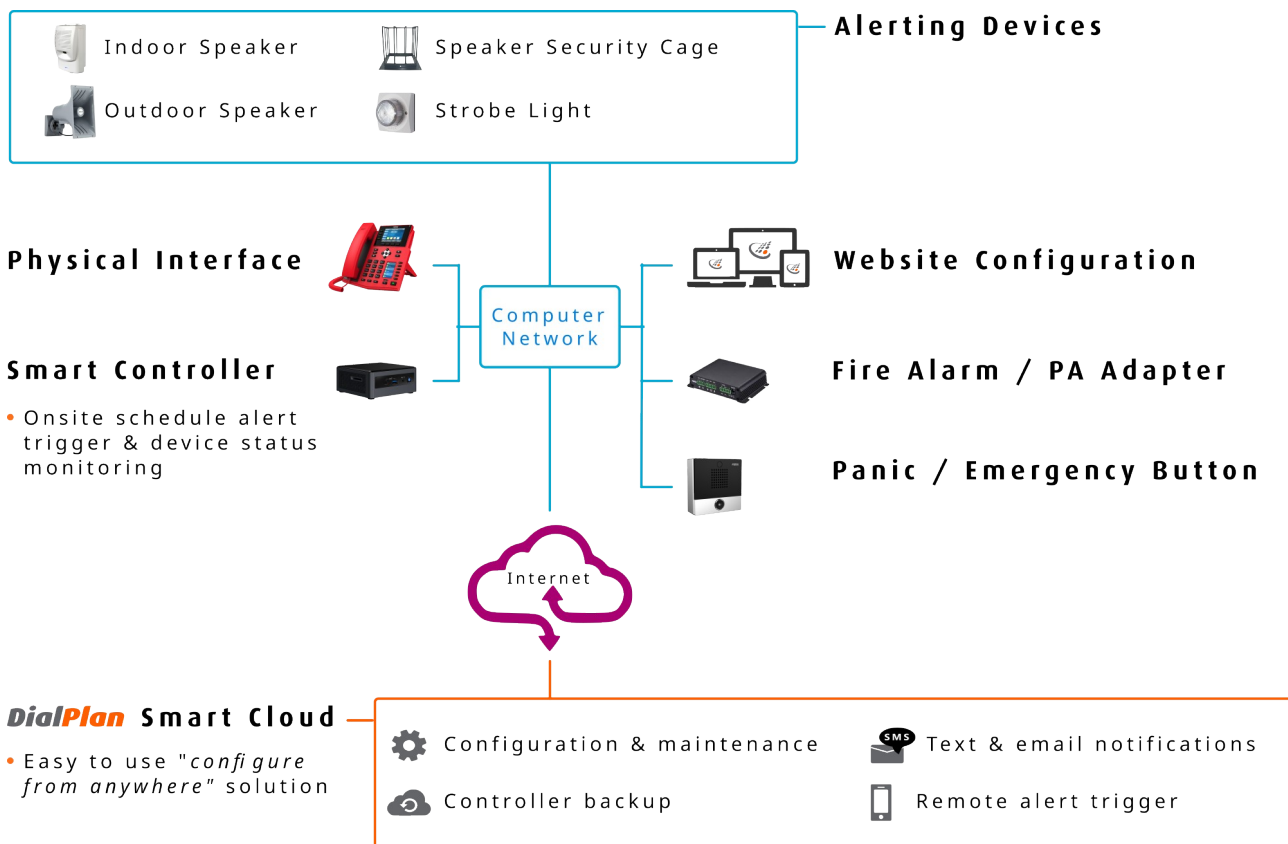 Alerting Devices
Indoor Speaker
Speaker Security Cage
Outdoor Speaker
Strobe Light
Physical Interface
Website Configuration
Computer
Network
Smart Controller
Fire Alarm / PA Adapter
• Onsite schedule alert
trigger & device status
monitoring
Panic / Emergency Button
Internet
DialPlan Smart Cloud
• Easy to use "configure
from anywhere" solution
Configuration & maintenance
SMS
Text & email notifications
Controller backup
Remote alert trigger